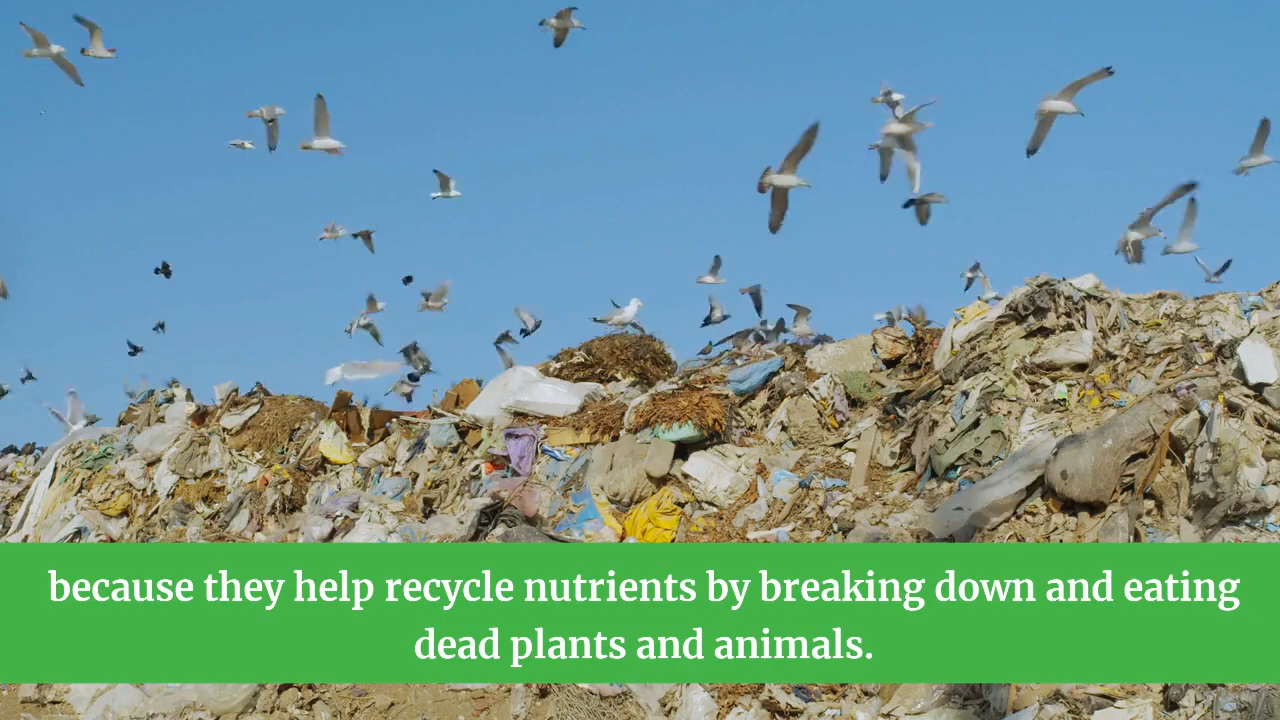 because they help recycle nutrients by breaking down and eating
dead plants and animals.